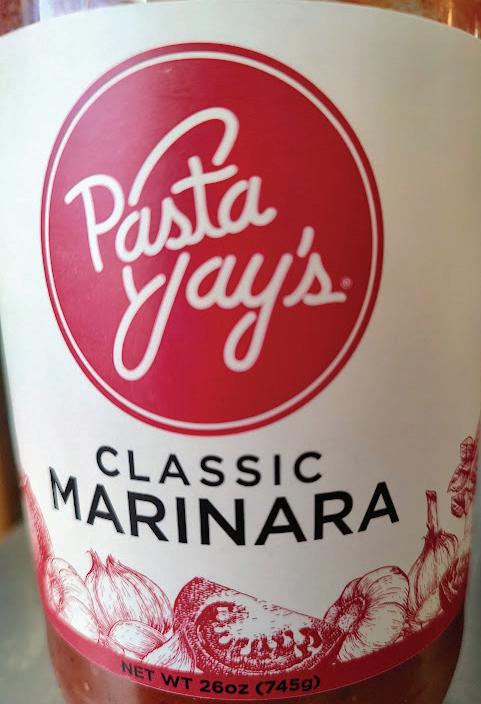 Pasta
Jay's®
CLASSIC
MARINARA
NET WT 26oz (745g)